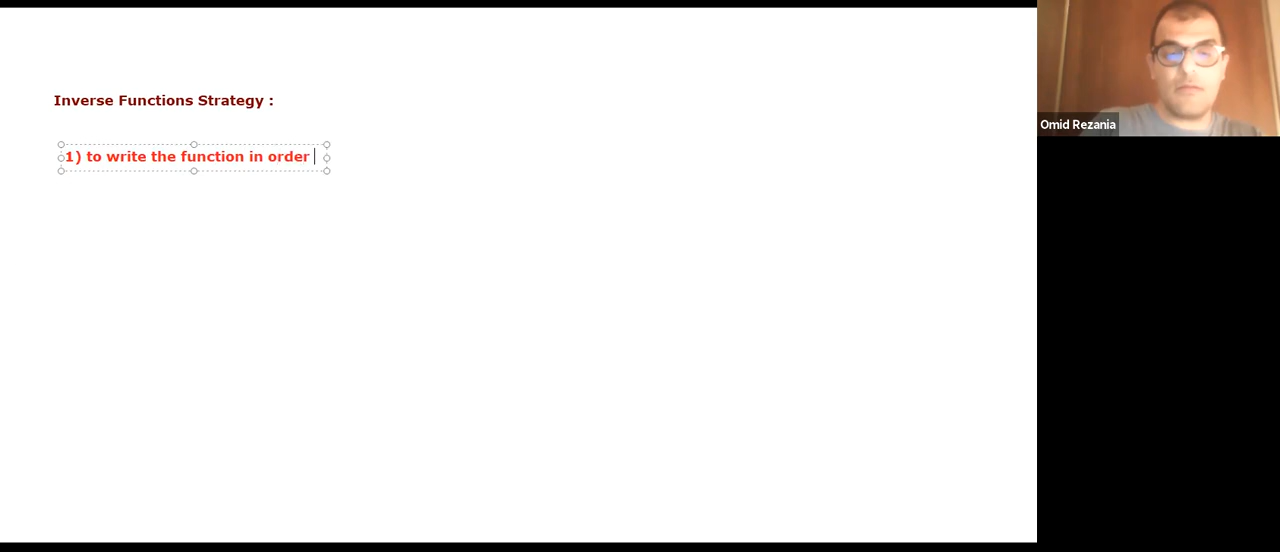 Inverse Functions Strategy :
1) to write the function in order
Omid Rezania